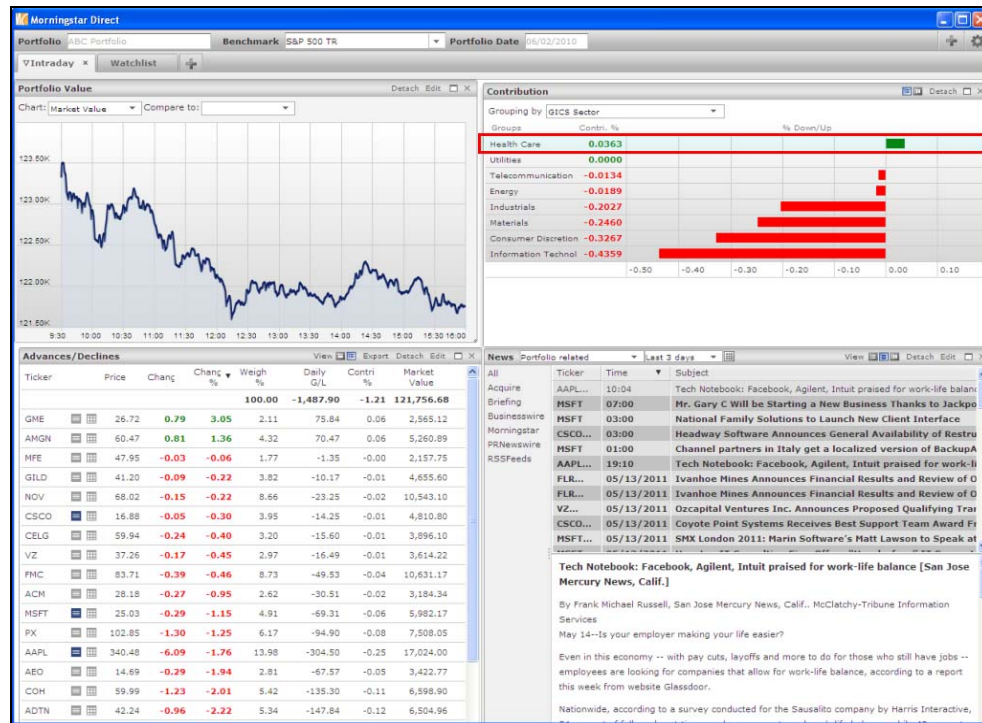 Morningstar Direct
Portfolio ABC Portfolio Benchmark S&P 500 TR Portfolio Date 06/02/2010
Intraday × Watchlist
Portfolio Value Detach Edit
Chart: Market Value Compare to:
123.50K
123.00K
122.50K
122.00K
121.50K
9:30 10:00 10:30 11:00 11:30 12:00 12:30 13:00 13:30 14:00 14:30 15:00 15:30 16:00
Contribution Detach
Grouping by GICS Sector
Groups Contri. % % Down/Up
Health Care 0.0363
Utilities 0.0000
Telecommunication -0.0134
Energy -0.0189
Industrials -0.2027
Materials -0.2460
Consumer Discretion -0.3267
Information Technol -0.4359
-0.50 -0.40 -0.30 -0.20 -0.10 0.00 0.10
Advances/Declines View Export Detach Edit
Ticker Price Chang Chang % Weigh % Daily G/L Contri % Market Value
100.00 -1,487.90 -1.21 121,756.68
GME 26.72 0.79 3.05 2.11 75.84 0.06 2,565.12
AMGN 60.47 0.81 1.36 4.32 70.47 0.06 5,260.89
MFE 47.95 -0.03 -0.06 1.77 -1.35 -0.00 2,157.75
GILD 41.20 -0.09 -0.22 3.82 -10.17 -0.01 4,655.60
NOV 68.02 -0.15 -0.22 8.66 -23.25 -0.02 10,543.10
CSCO 16.88 -0.05 -0.30 3.95 -14.25 -0.01 4,810.80
CELG 59.94 -0.24 -0.40 3.20 -15.60 -0.01 3,896.10
VZ 37.26 -0.17 -0.45 2.97 -16.49 -0.01 3,614.22
FMC 83.71 -0.39 -0.46 8.73 -49.53 -0.04 10,631.17
ACM 28.18 -0.27 -0.95 2.62 -30.51 -0.02 3,184.34
MSFT 25.03 -0.29 -1.15 4.91 -69.31 -0.06 5,982.17
PX 102.85 -1.30 -1.25 6.17 -94.90 -0.08 7,508.05
AAPL 340.48 -6.09 -1.76 13.98 -304.50 -0.25 17,024.00
AEO 14.69 -0.29 -1.94 2.81 -67.57 -0.05 3,422.77
COH 59.99 -1.23 -2.01 5.42 -135.30 -0.11 6,598.90
ADTN 42.24 -0.96 -2.22 5.34 -147.84 -0.12 6,504.96
News Portfolio related Last 3 days View Detach Edit
All
Acquire
Briefing
Businesswire
Morningstar
PRNewswire
RSSFeeds
Ticker Time Subject
AAPL... 10:04 Tech Notebook: Facebook, Agilent, Intuit praised for work-life balanc
MSFT 07:00 Mr. Gary C Will be Starting a New Business Thanks to Jackpo
MSFT 03:00 National Family Solutions to Launch New Client Interface
CSCO... 03:00 Headway Software Announces General Availability of Restru
MSFT 01:00 Channel partners in Italy get a localized version of BackupA
AAPL... 19:10 Tech Notebook: Facebook, Agilent, Intuit praised for work-li
FLR... 05/13/2011 Ivanhoe Mines Announces Financial Results and Review of O
FLR... 05/13/2011 Ivanhoe Mines Announces Financial Results and Review of O
VZ... 05/13/2011 Ozcapital Ventures Inc. Announces Proposed Qualifying Tran
CSCO... 05/13/2011 Coyote Point Systems Receives Best Support Team Award Fr
MSFT... 05/13/2011 SMX London 2011: Marin Software's Matt Lawson to Speak at
Tech Notebook: Facebook, Agilent, Intuit praised for work-life balance [San Jose
Mercury News, Calif.]
By Frank Michael Russell, San Jose Mercury News, Calif.. McClatchy-Tribune Information
Services
May 14--Is your employer making your life easier?
Even in this economy -- with pay cuts, layoffs and more to do for those who still have jobs --
employees are looking for companies that allow for work-life balance, according to a report
this week from website Glassdoor.
Nationwide, according to a survey conducted for the Sausalito company by Harris Interactive,